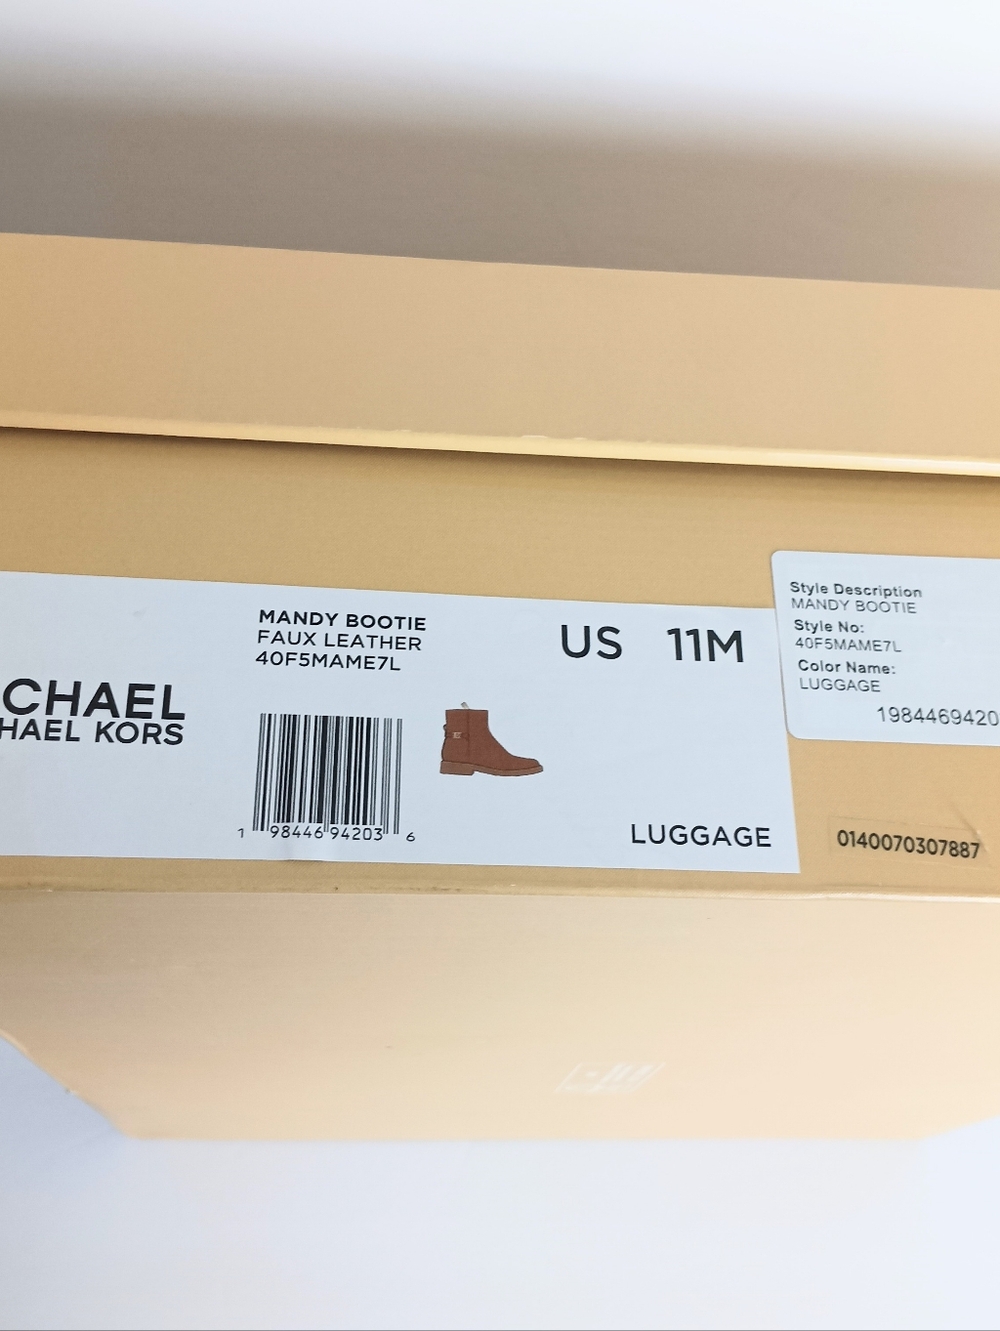 CHAEL
HAEL KORS
MANDY BOOTIE
FAUX LEATHER
40F5MAME7L
1 98446 94203 6
US 11M
LUGGAGE
Style Description
MANDY BOOTIE
Style No:
40F5MAME7L
Color Name:
LUGGAGE
1984469420
0140070307887